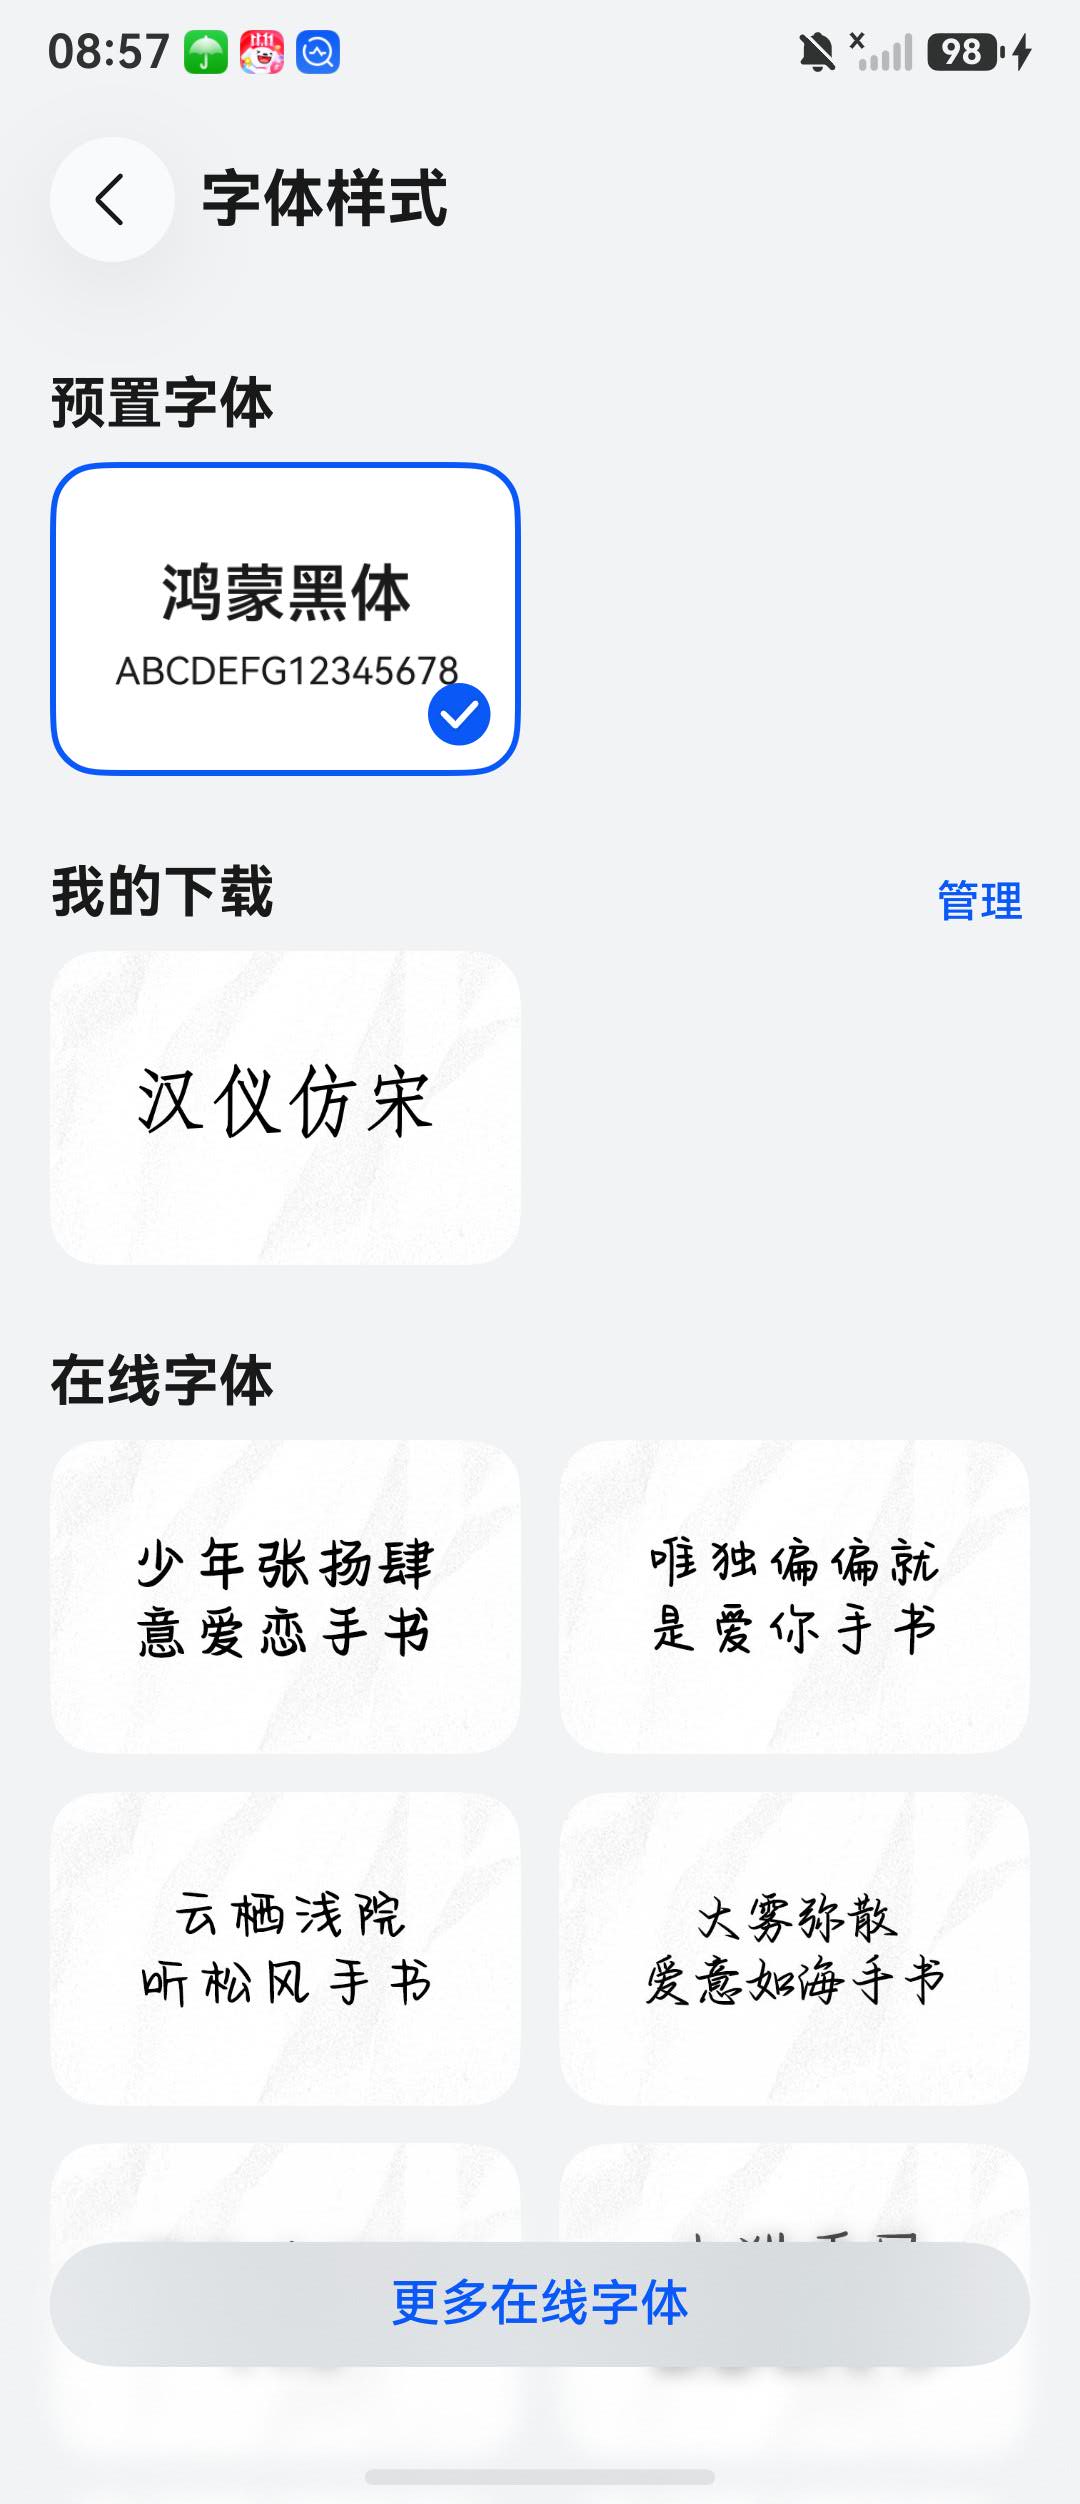 08:57
98
字体样式
预置字体
鸿蒙黑体
ABCDEFG12345678
我的下载
管理
汉仪仿宋
在线字体
少年张扬肆
意爱恋手书
唯独偏偏就
是爱你手书
云栖浅院
听松风手书
大雾弥散
爱意如海手书
更多在线字体